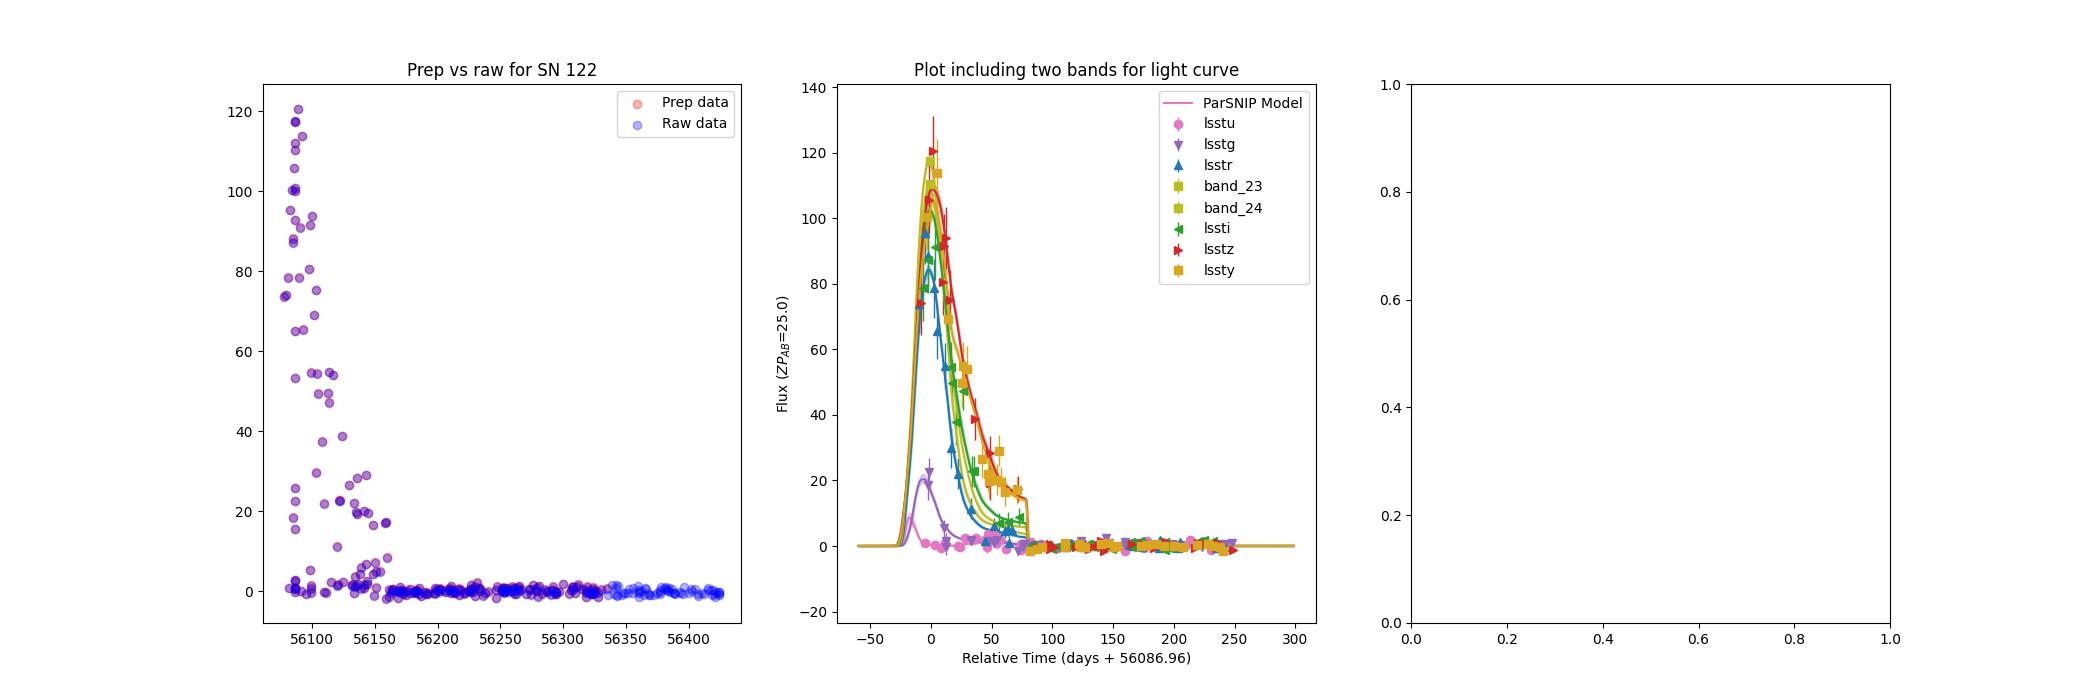 Prep vs raw for SN 122
Prep data
Raw data
120
100
80
60
40
20
0
56100 56150 56200 56250 56300 56350 56400
Plot including two bands for light curve
ParSNIP Model
lsstu
lsstg
lsstr
band_23
band_24
lssti
lsstz
lssty
Flux (ZP_AB=25.0)
140
120
100
80
60
40
20
0
−20
−50 0 50 100 150 200 250 300
Relative Time (days + 56086.96)
1.0
0.8
0.6
0.4
0.2
0.0
0.0 0.2 0.4 0.6 0.8 1.0